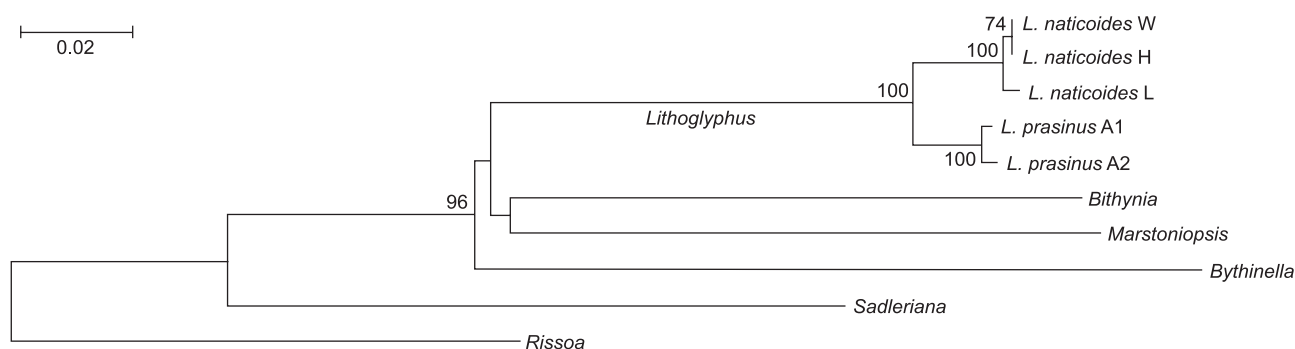 74 L. naticoides W
0.02
100 L. naticoides H
100 L. naticoides L
Lithoglyphus
L. prasinus A1
100 L. prasinus A2
96 Bithynia
Marstoniopsis
Bythinella
Sadleriana
Rissoa